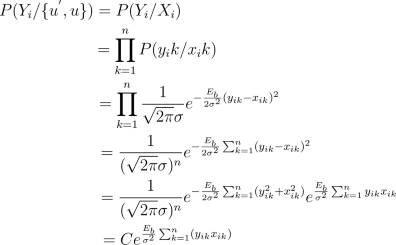 P(Y_i/{u^', u}) = P(Y_i/X_i)
= \prod_{k=1}^{n} P(y_i k/x_i k)
= \prod_{k=1}^{n} \frac{1}{\sqrt{2\pi}\sigma} e^{-\frac{E_b}{2\sigma^2}(y_{ik}-x_{ik})^2}
= \frac{1}{(\sqrt{2\pi}\sigma)^n} e^{-\frac{E_b}{2\sigma^2}\sum_{k=1}^{n}(y_{ik}-x_{ik})^2}
= \frac{1}{(\sqrt{2\pi}\sigma)^n} e^{-\frac{E_b}{2\sigma^2}\sum_{k=1}^{n}(y_{ik}^2+x_{ik}^2)} e^{\frac{E_b}{\sigma^2}\sum_{k=1}^{n} y_{ik}x_{ik}}
= C e^{\frac{E_b}{\sigma^2}\sum_{k=1}^{n}(y_{ik}x_{ik})}